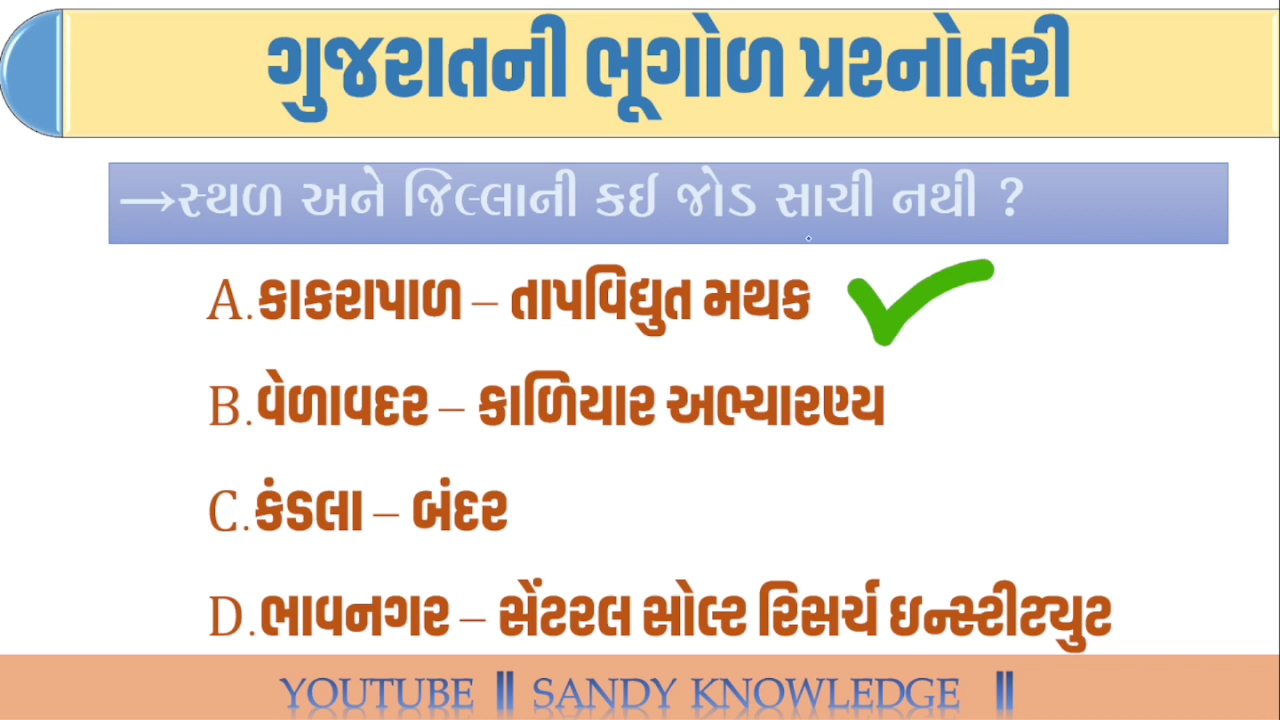 ગુજરાતની ભૂગોળ પ્રશ્નોતરી
→સ્થળ અને જિલ્લાની કઈ જોડ સાચી નથી ?
A.કાકરાપાળ – તાપવિદ્યુત મથક
B.વેળાવદર – કાળિયાર અભ્યારણ્ય
C.કંડલા – બંદર
D.ભાવનગર – સેંટરલ સોલ્ટ રિસર્ચ ઇન્સ્ટીટ્યુટ
YOUTUBE || SANDY KNOWLEDGE ||